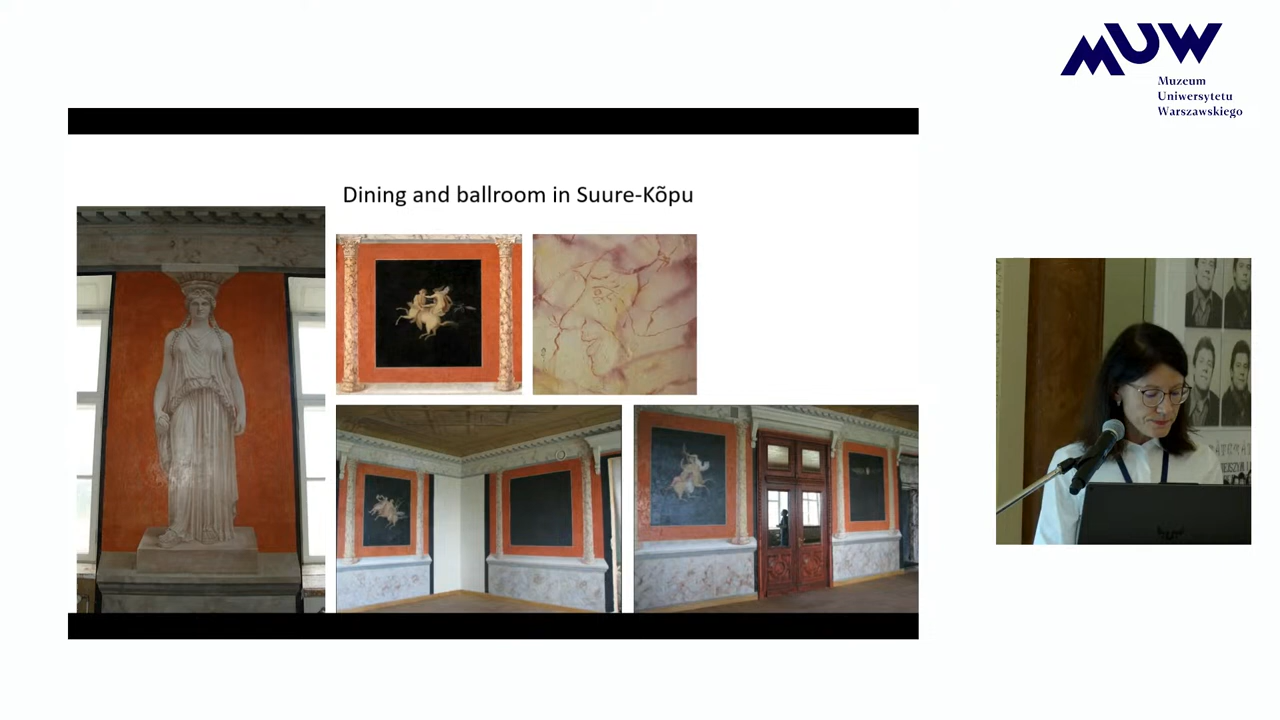 MUW
Muzeum
Uniwersytetu
Warszawskiego
Dining and ballroom in Suure-Kõpu